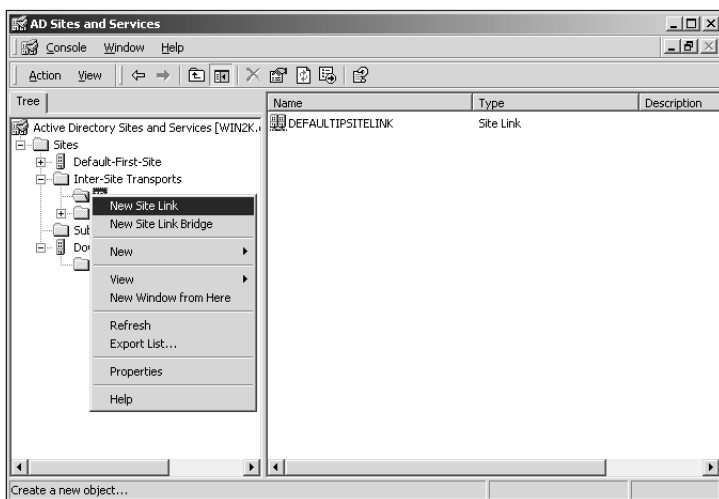 AD Sites and Services
Console Window Help
Action View
Tree
Name Type Description
Active Directory Sites and Services [WIN2K.
DEFAULTIPSITELINK Site Link
Sites
Default-First-Site
Inter-Site Transports
New Site Link
New Site Link Bridge
New
View
New Window from Here
Refresh
Export List...
Properties
Help
Create a new object...